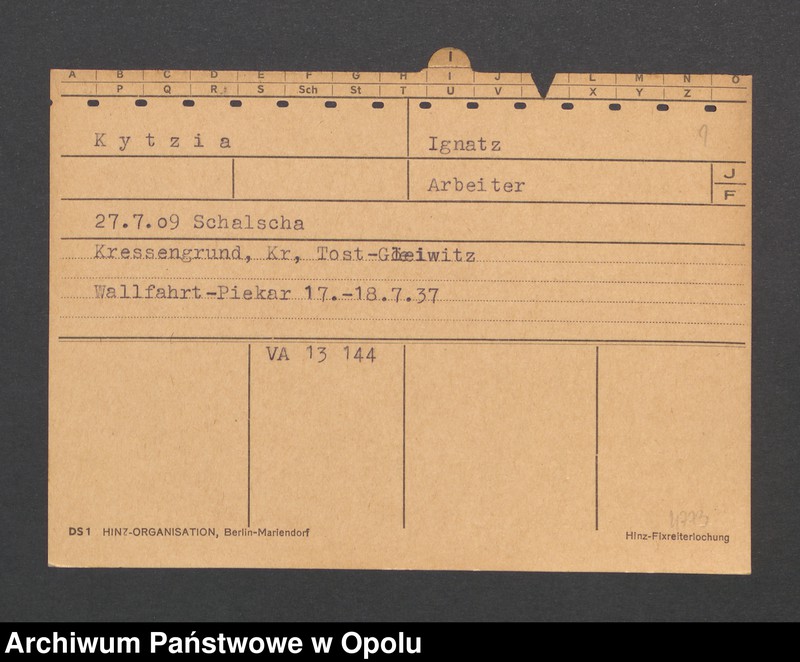 I
A B C D E F G H I J L M N O
P Q R S Sch St T U V X Y Z
Kytzia Ignatz
Arbeiter J F
27.7.09 Schalscha
Kressengrund, Kr, Tost-Gleiwitz
Wallfahrt-Piekar 17.-18.7.37
VA 13 144
DS1 HINZ-ORGANISATION, Berlin-Mariendorf Hinz-Fixreiterlochung
Archiwum Państwowe w Opolu